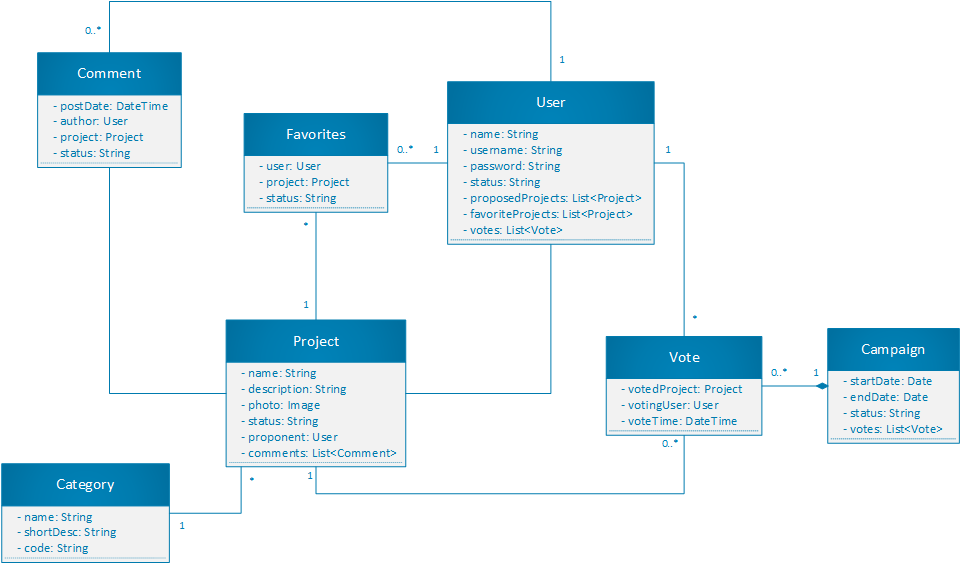 0..*
1
Comment
- postDate: DateTime
- author: User
- project: Project
- status: String
User
- name: String
- username: String
- password: String
- status: String
- proposedProjects: List<Project>
- favoriteProjects: List<Project>
- votes: List<Vote>
Favorites
- user: User
- project: Project
- status: String
0..*
1
1
*
1
*
Project
- name: String
- description: String
- photo: Image
- status: String
- proponent: User
- comments: List<Comment>
Vote
- votedProject: Project
- votingUser: User
- voteTime: DateTime
0..*
1
Campaign
- startDate: Date
- endDate: Date
- status: String
- votes: List<Vote>
0..*
1
*
1
Category
- name: String
- shortDesc: String
- code: String